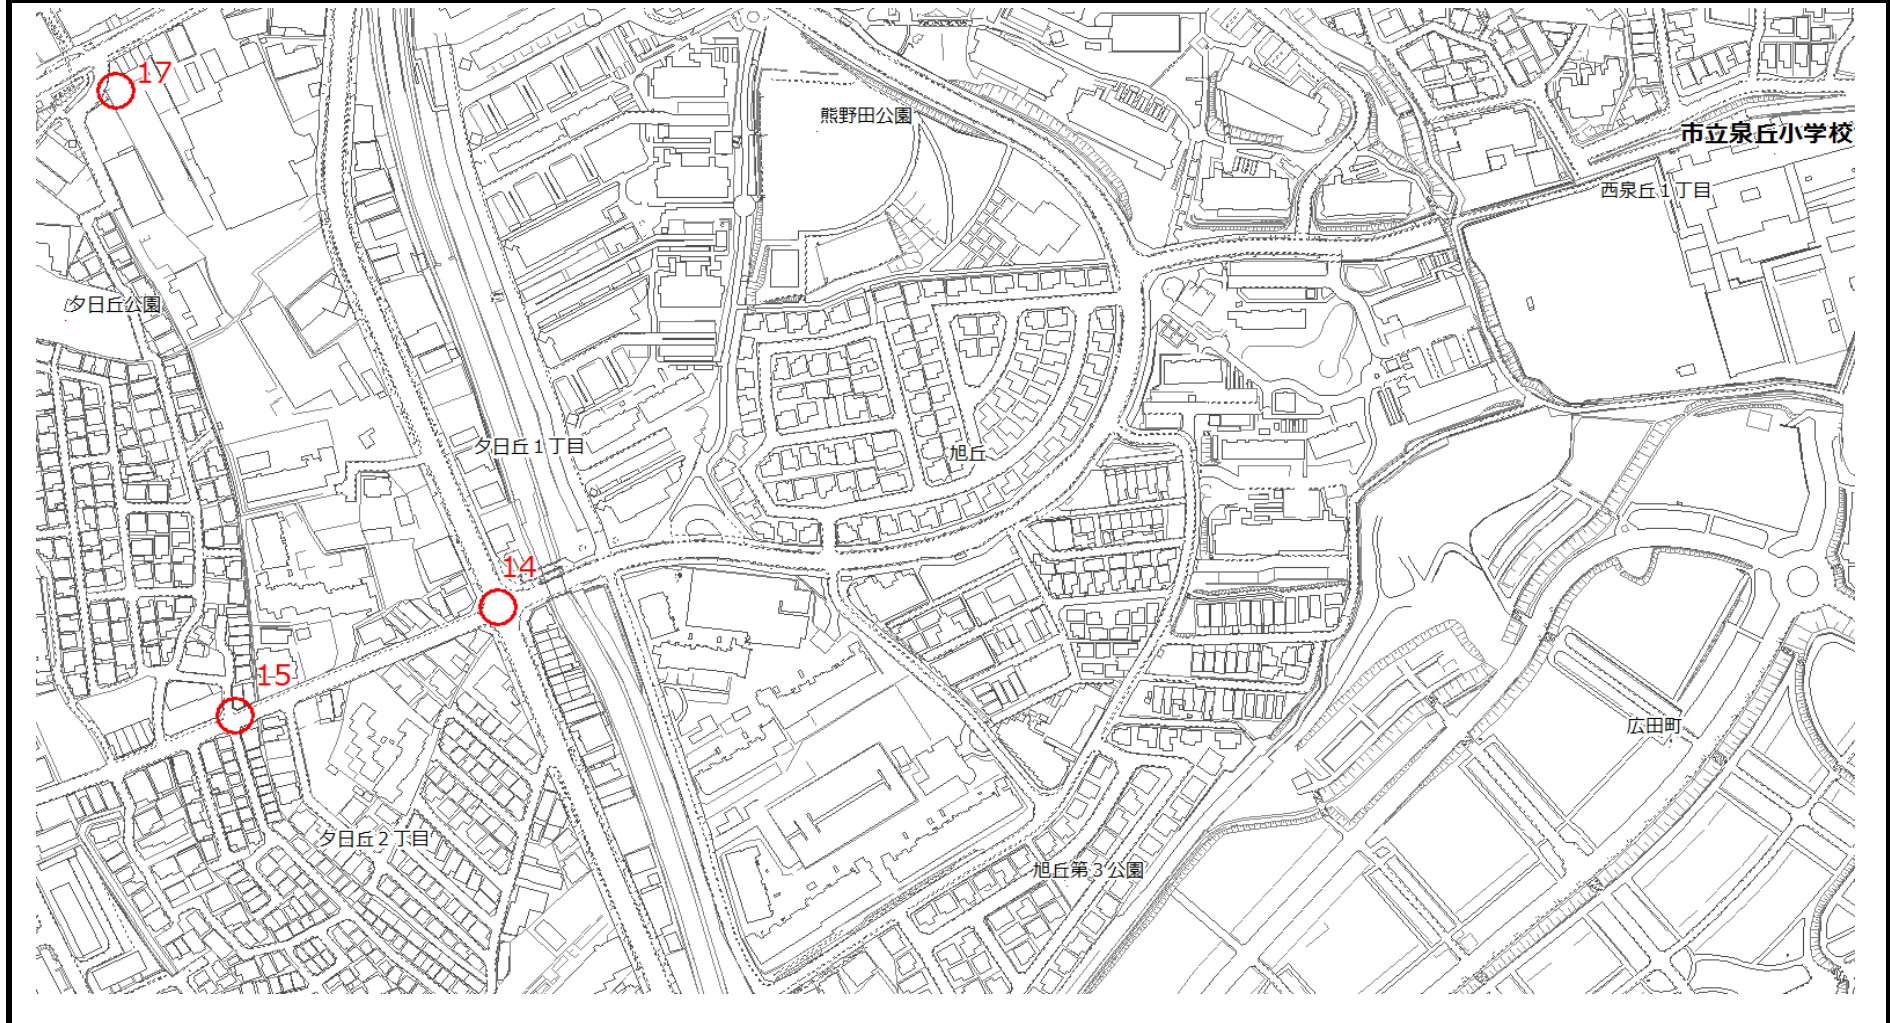 17
熊野田公園
市立泉丘小学校
西泉丘1丁目
夕日丘公園
夕日丘1丁目
旭丘
14
15
広田町
夕日丘2丁目
旭丘第3公園